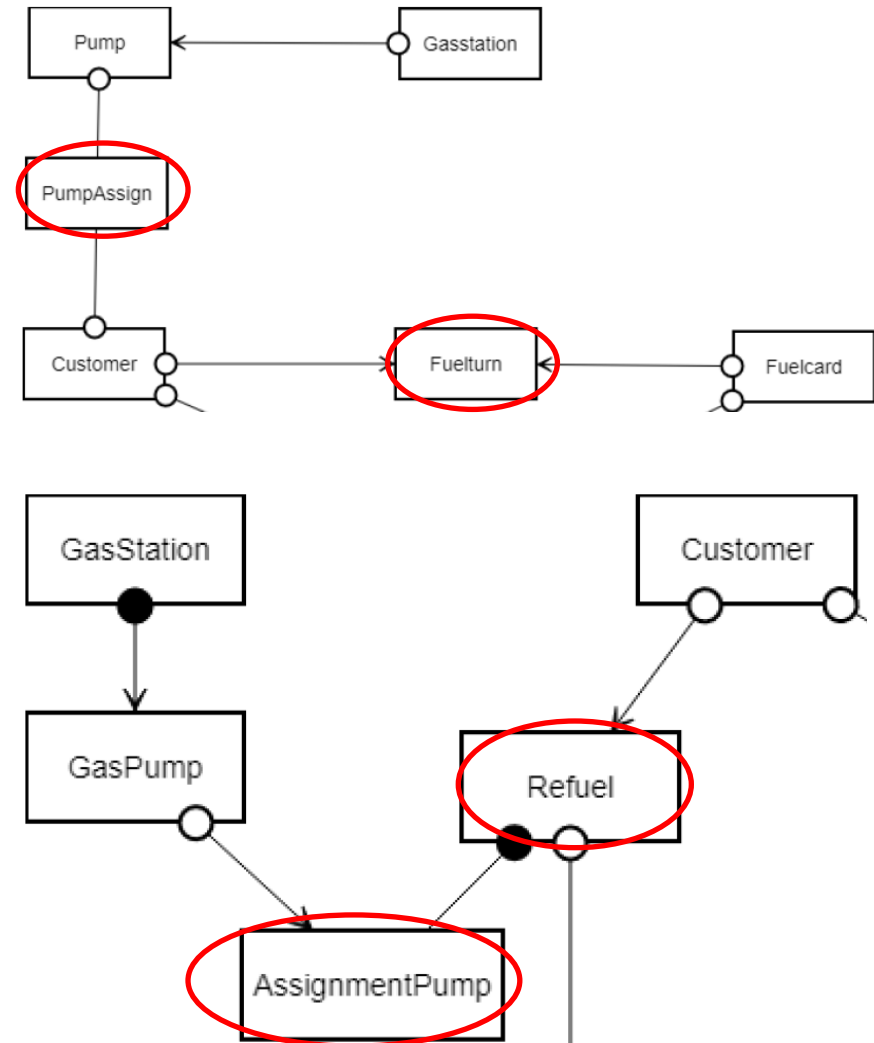 Pump
Gasstation
PumpAssign
Customer
Fuelturn
Fuelcard
GasStation
Customer
GasPump
Refuel
AssignmentPump